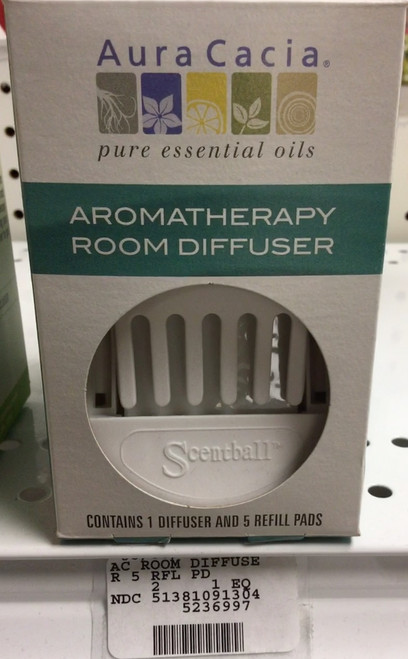 Aura Cacia®
pure essential oils
AROMATHERAPY
ROOM DIFFUSER
Scentball™
CONTAINS 1 DIFFUSER AND 5 REFILL PADS
AC ROOM DIFFUSE
R 5 RFL PD
2 1 EQ
NDC 51381091304
5236997